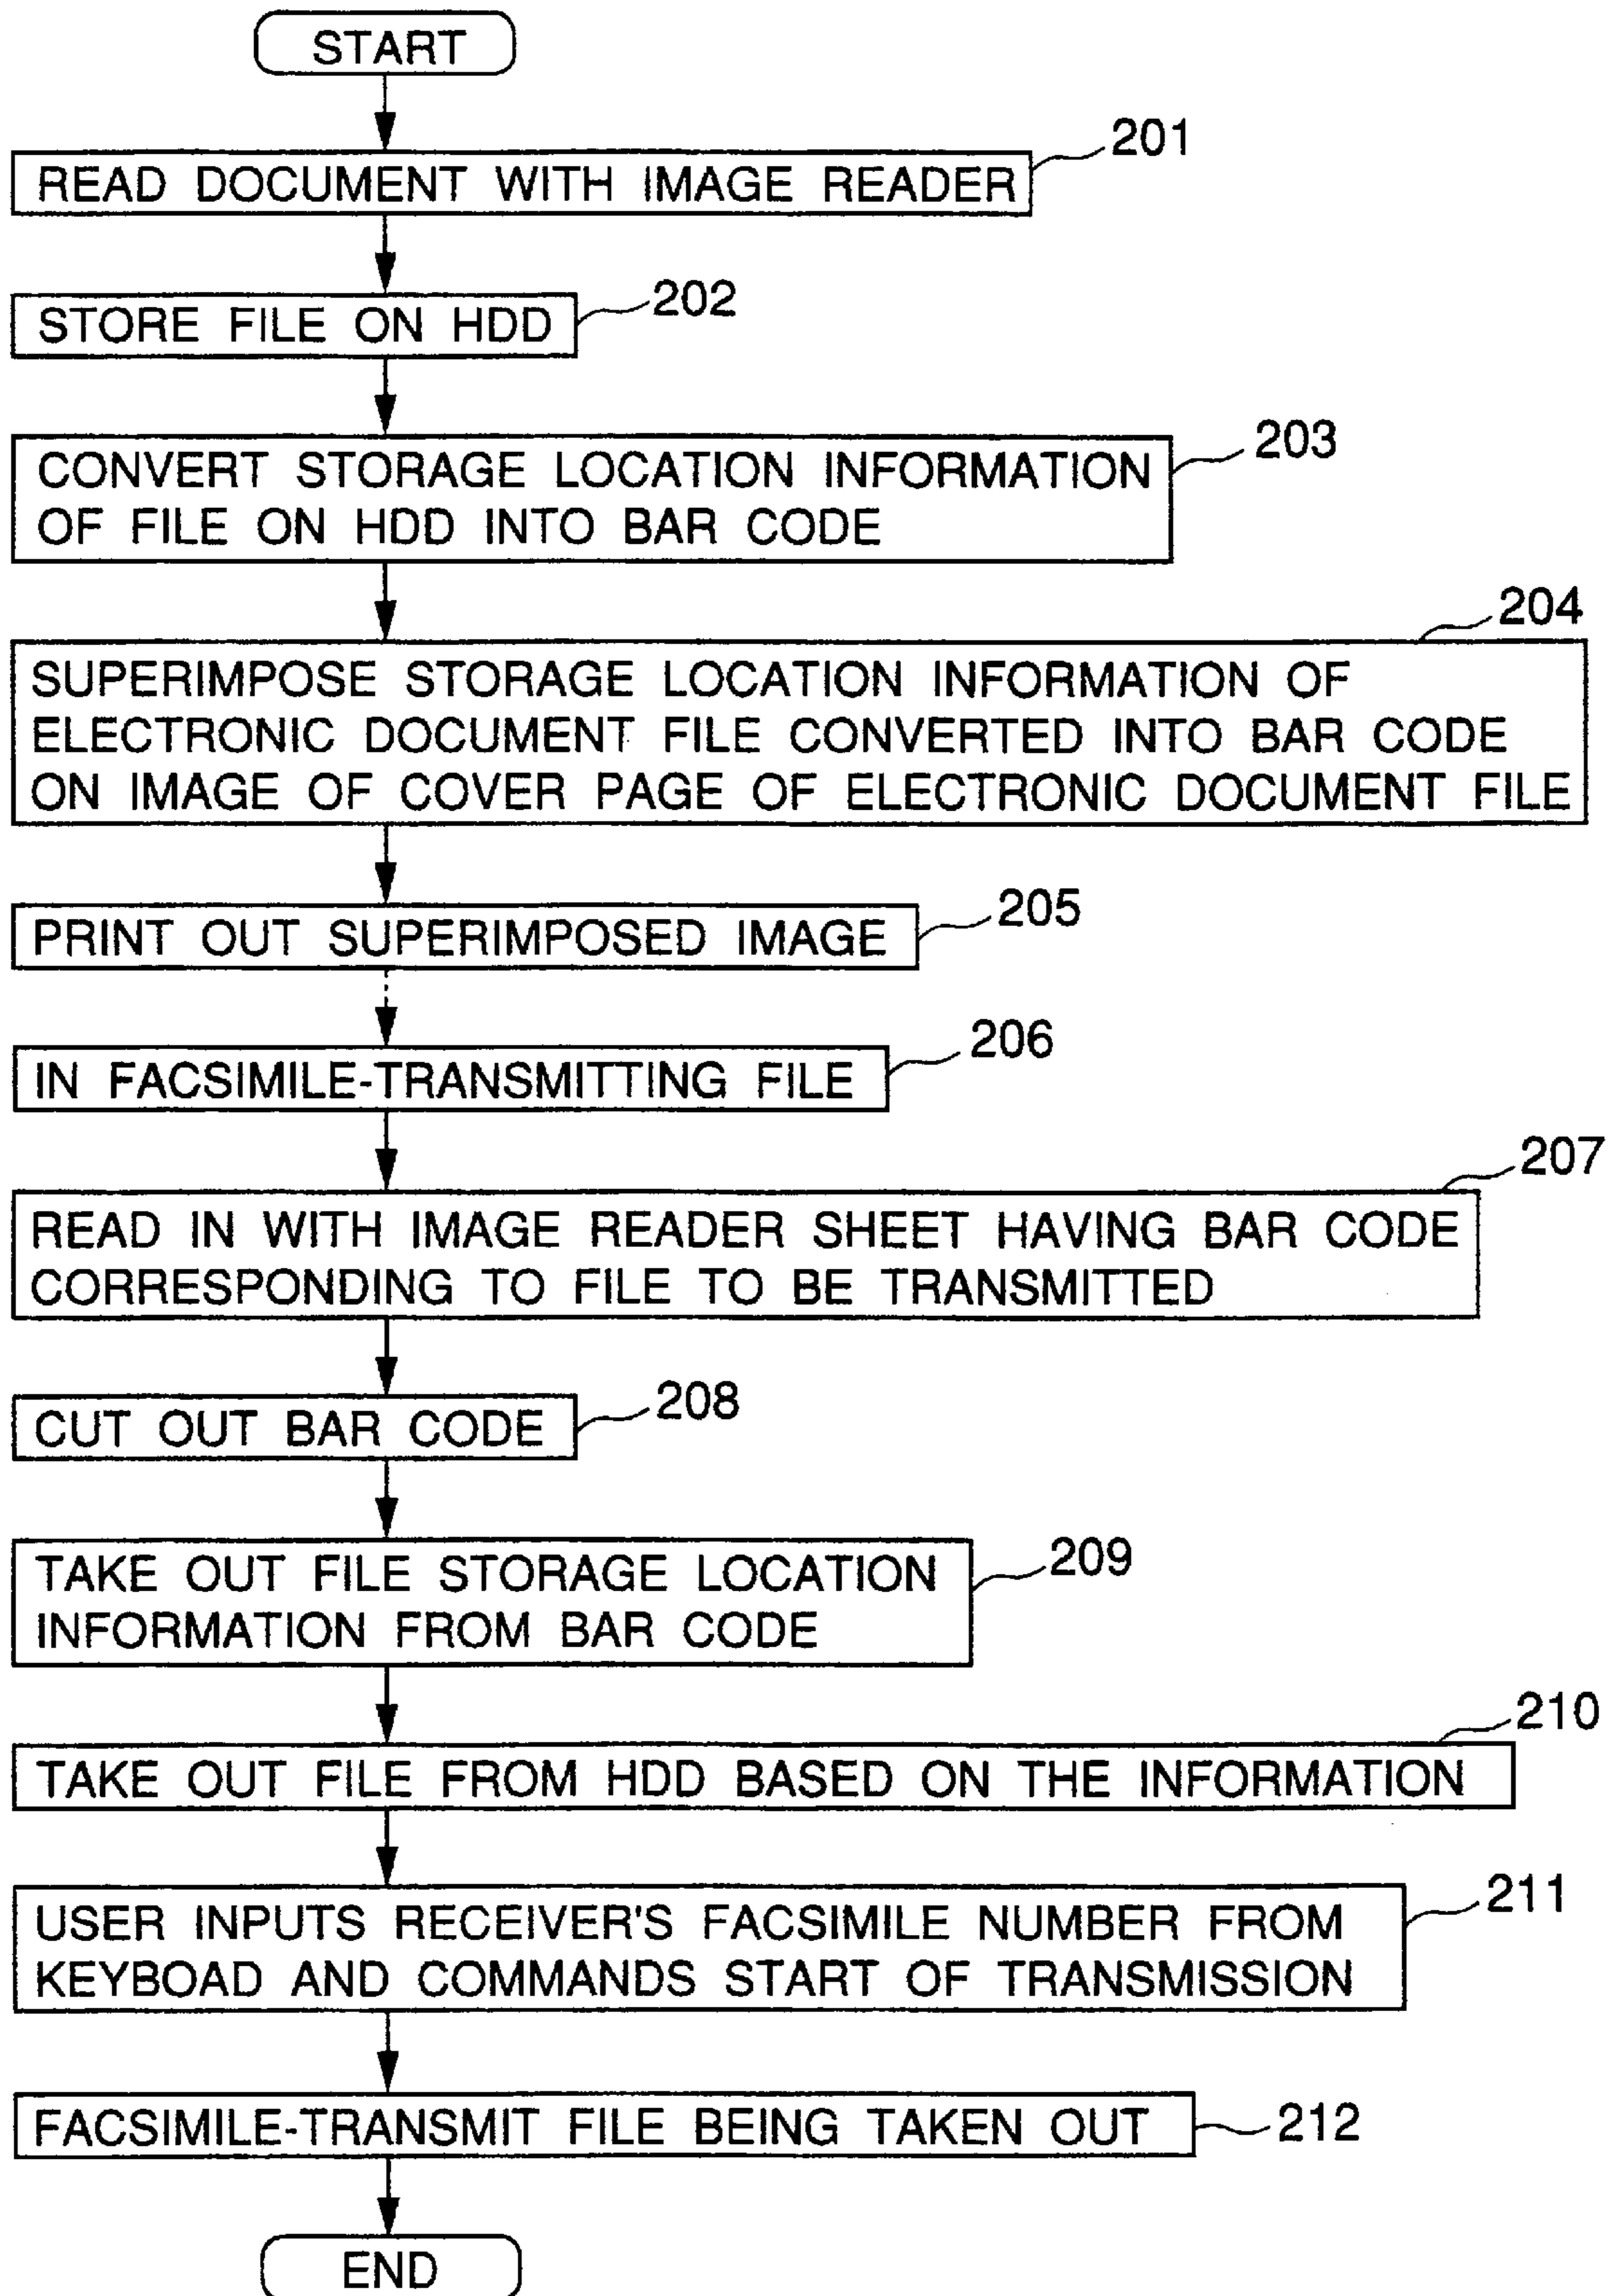 START
201
READ DOCUMENT WITH IMAGE READER
202
STORE FILE ON HDD
203
CONVERT STORAGE LOCATION INFORMATION
OF FILE ON HDD INTO BAR CODE
204
SUPERIMPOSE STORAGE LOCATION INFORMATION OF
ELECTRONIC DOCUMENT FILE CONVERTED INTO BAR CODE
ON IMAGE OF COVER PAGE OF ELECTRONIC DOCUMENT FILE
205
PRINT OUT SUPERIMPOSED IMAGE
206
IN FACSIMILE-TRANSMITTING FILE
207
READ IN WITH IMAGE READER SHEET HAVING BAR CODE
CORRESPONDING TO FILE TO BE TRANSMITTED
208
CUT OUT BAR CODE
209
TAKE OUT FILE STORAGE LOCATION
INFORMATION FROM BAR CODE
210
TAKE OUT FILE FROM HDD BASED ON THE INFORMATION
211
USER INPUTS RECEIVER'S FACSIMILE NUMBER FROM
KEYBOAD AND COMMANDS START OF TRANSMISSION
212
FACSIMILE-TRANSMIT FILE BEING TAKEN OUT
END